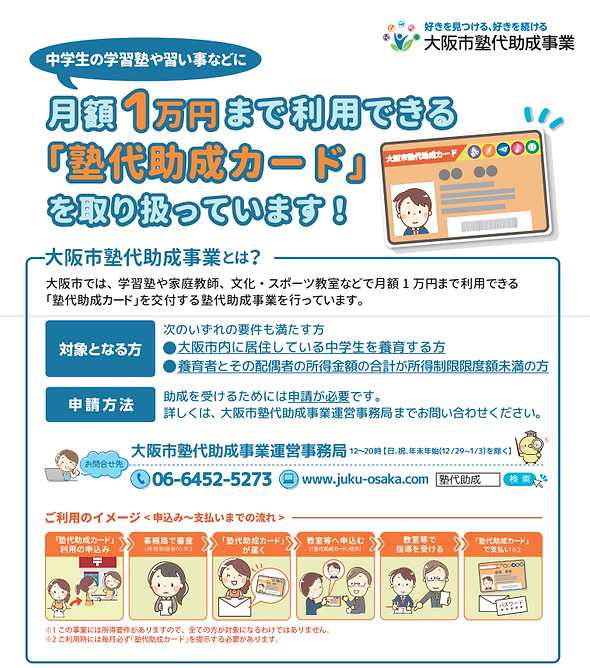 好きを見つける、好きを続ける
大阪市塾代助成事業
中学生の学習塾や習い事などに
月額1万円まで利用できる
「塾代助成カード」
を取り扱っています！
大阪市塾代助成カード
大阪市塾代助成事業とは？
大阪市では、学習塾や家庭教師、文化・スポーツ教室などで月額1万円まで利用できる
「塾代助成カード」を交付する塾代助成事業を行っています。
対象となる方
次のいずれの要件も満たす方
●大阪市内に居住している中学生を養育する方
●養育者とその配偶者の所得金額の合計が所得制限限度額未満の方
申請方法
助成を受けるためには申請が必要です。
詳しくは、大阪市塾代助成事業運営事務局までお問い合わせください。
お問合せ先
大阪市塾代助成事業運営事務局 12～20時【日、祝、年末年始(12/29～1/3)を除く】
06-6452-5273 www.juku-osaka.com 塾代助成 検索
ご利用のイメージ＜申込み～支払いまでの流れ＞
「塾代助成カード」
利用の申込み
事務局で審査
（所得制限あり）※1
「塾代助成カード」
が届く
教室等へ申込む
（「塾代助成カード」提示）
教室等で
指導を受ける
「塾代助成カード」
で支払い※2
パスワード
*****
※1 この事業には所得要件がありますので、全ての方が対象になるわけではありません。
※2 ご利用時には毎月必ず「塾代助成カード」を提示する必要があります。